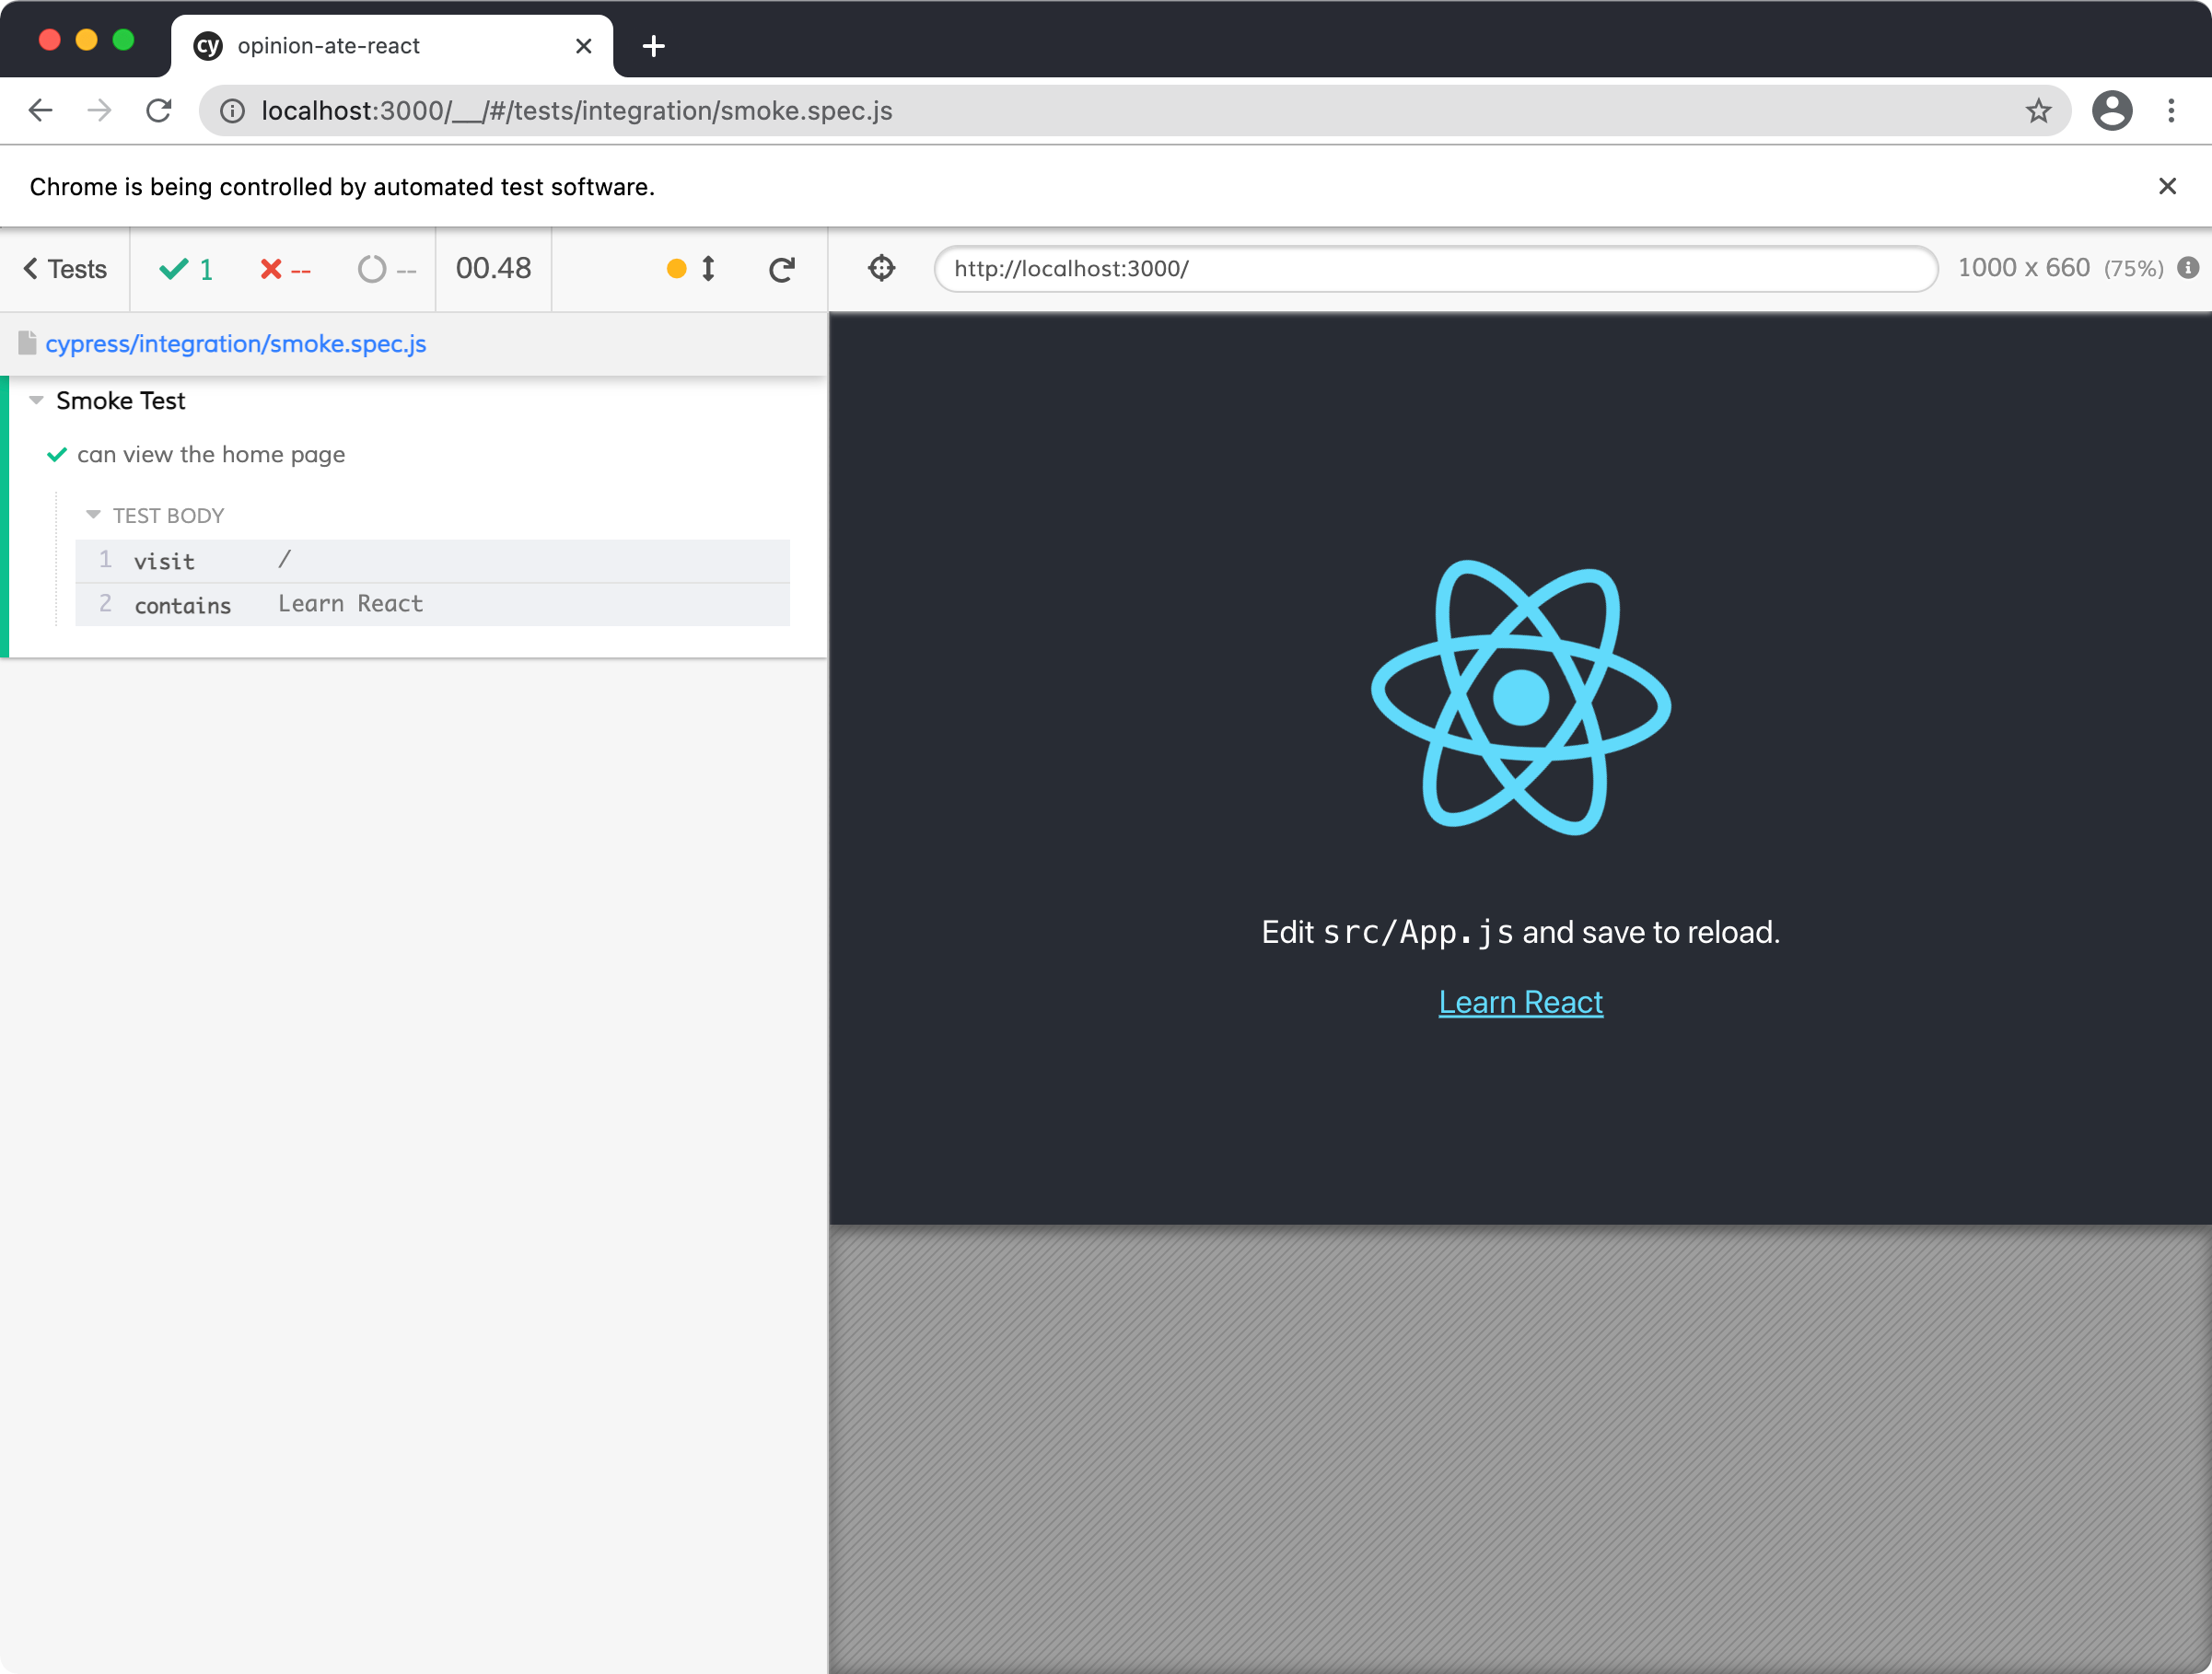 cy opinion-ate-react
localhost:3000/__/#/tests/integration/smoke.spec.js
Chrome is being controlled by automated test software.
Tests 1 -- -- 00.48
http://localhost:3000/ 1000 x 660 (75%)
cypress/integration/smoke.spec.js
Smoke Test
can view the home page
TEST BODY
1 visit /
2 contains Learn React
Edit src/App.js and save to reload.
Learn React